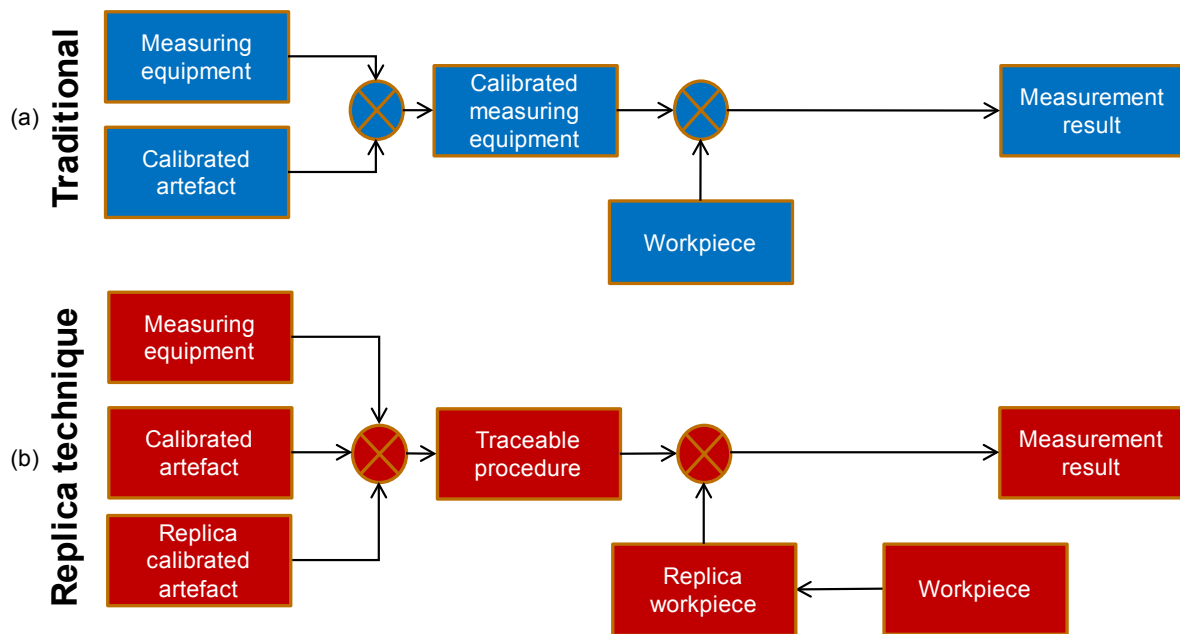 (a)
Traditional
Measuring
equipment
Calibrated
artefact
Calibrated
measuring
equipment
Workpiece
Measurement
result
(b)
Replica technique
Measuring
equipment
Calibrated
artefact
Replica
calibrated
artefact
Traceable
procedure
Replica
workpiece
Workpiece
Measurement
result